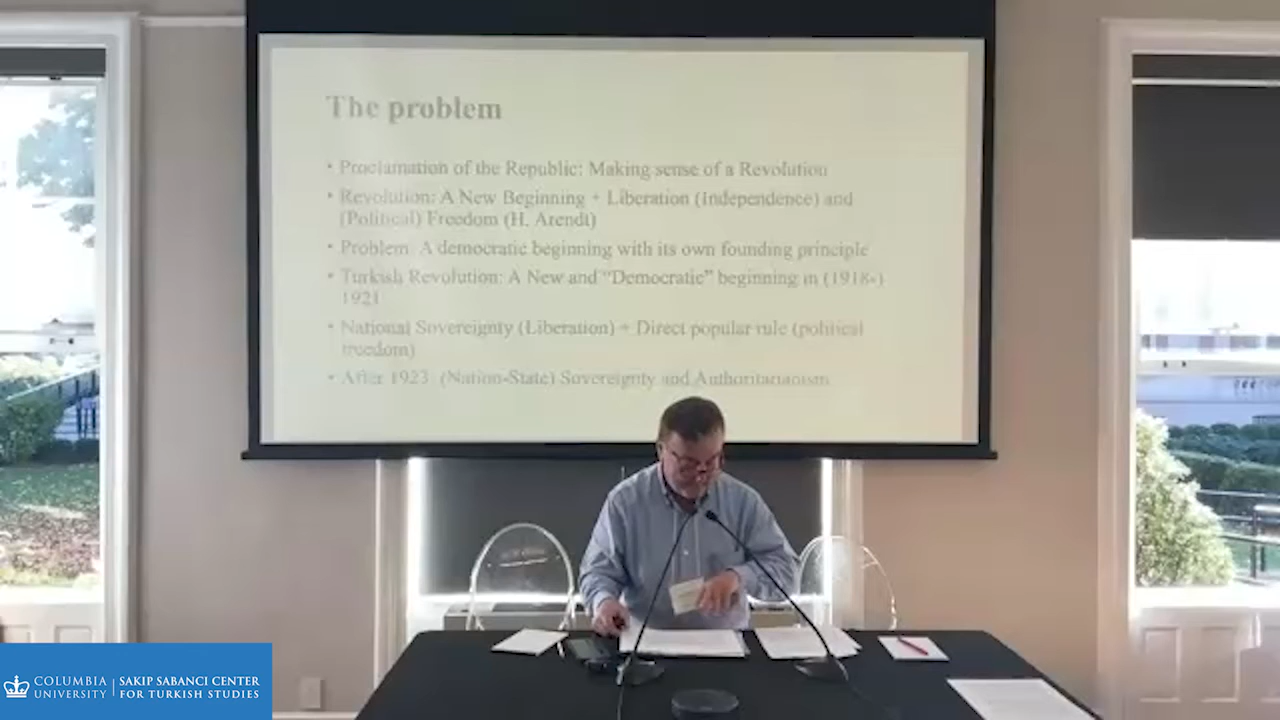 The problem
• Proclamation of the Republic: Making sense of a Revolution
• Revolution: A New Beginning + Liberation (Independence) and
(Political) Freedom (H. Arendt)
• Problem: A democratic beginning with its own founding principle
• Turkish Revolution: A New and “Democratic” beginning in (1918-)
1921
• National Sovereignty (Liberation) + Direct popular rule (political
freedom)
• After 1923: (Nation-State) Sovereignty and Authoritarianism
COLUMBIA
UNIVERSITY
SAKIP SABANCI CENTER
FOR TURKISH STUDIES